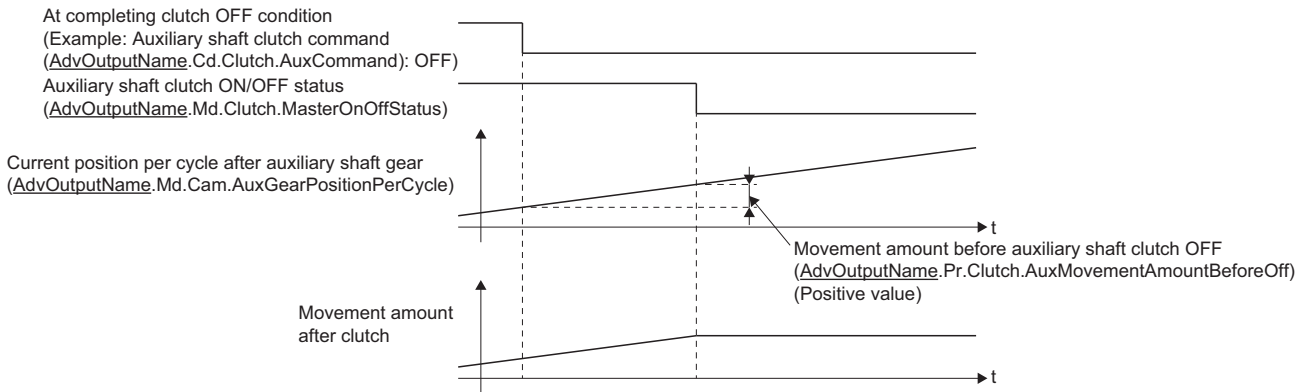 At completing clutch OFF condition
(Example: Auxiliary shaft clutch command
(AdvOutputName.Cd.Clutch.AuxCommand): OFF)
Auxiliary shaft clutch ON/OFF status
(AdvOutputName.Md.Clutch.MasterOnOffStatus)
Current position per cycle after auxiliary shaft gear
(AdvOutputName.Md.Cam.AuxGearPositionPerCycle)
t
Movement amount before auxiliary shaft clutch OFF
(AdvOutputName.Pr.Clutch.AuxMovementAmountBeforeOff)
(Positive value)
Movement amount
after clutch
t